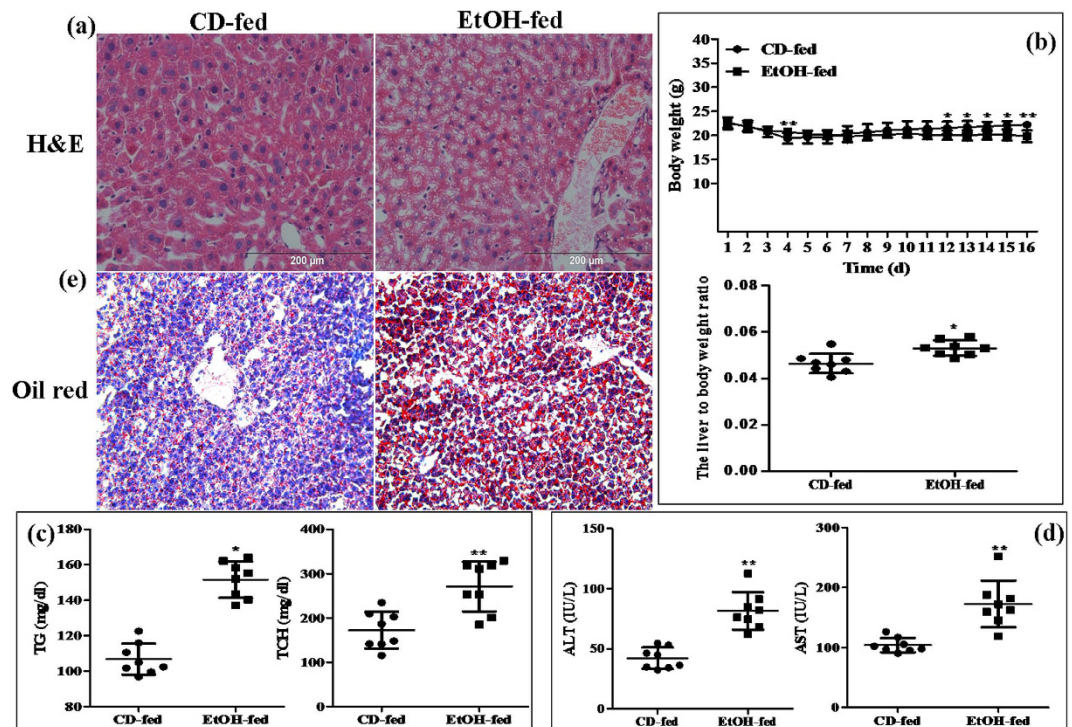 CD-fed
EtOH-fed
(a)
H&E
200 μm
200 μm
(e)
Oil red
(b)
CD-fed
EtOH-fed
Body weight (g)
40
35
30
25
20
15
10
**
* * * * **
1 2 3 4 5 6 7 8 9 10 11 12 13 14 15 16
Time (d)
The liver to body weight ratio
0.08
0.06
0.04
0.02
0.00
*
CD-fed
EtOH-fed
(c)
TG (mg/dl)
180
160
140
120
100
80
*
CD-fed
EtOH-fed
TCH (mg/dl)
400
300
200
100
0
**
CD-fed
EtOH-fed
(d)
ALT (IU/L)
150
100
50
0
**
CD-fed
EtOH-fed
AST (IU/L)
300
200
100
0
**
CD-fed
EtOH-fed